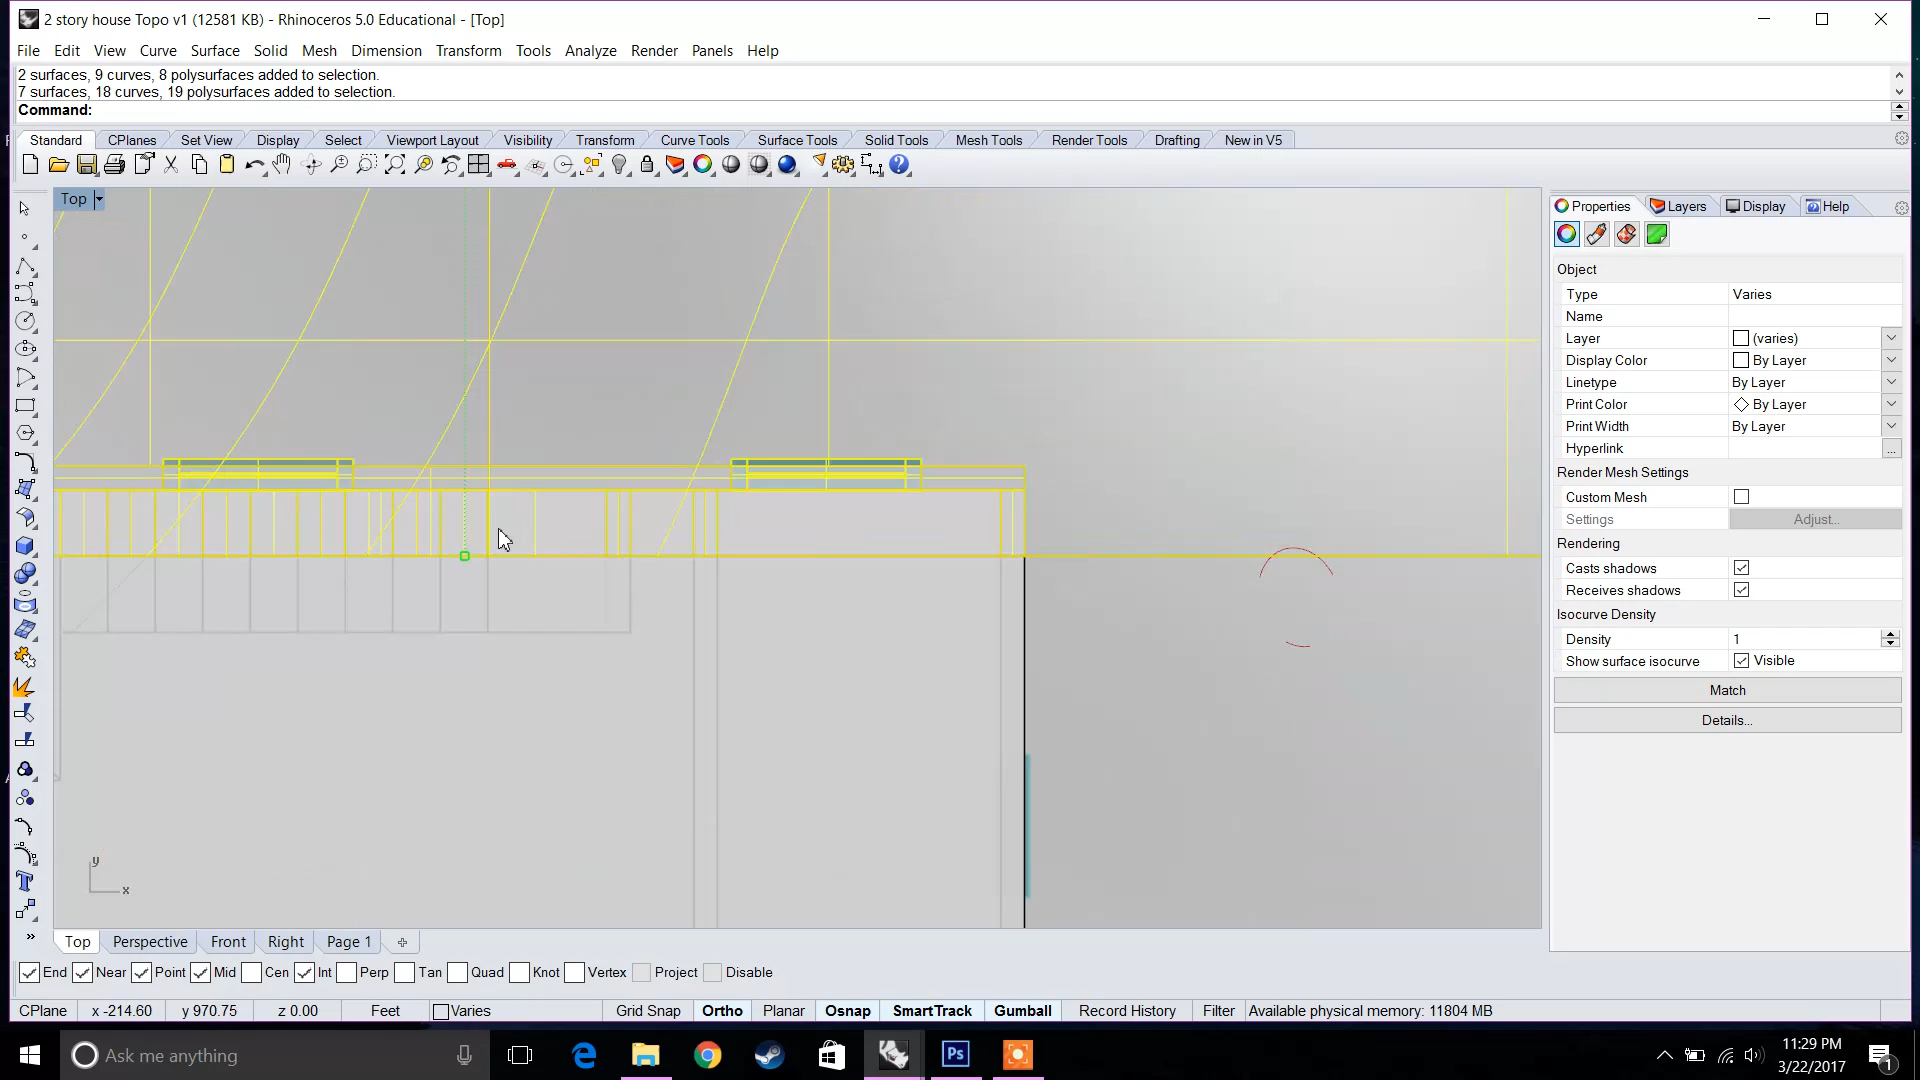 2 story house Topo v1 (12581 KB) - Rhinoceros 5.0 Educational - [Top]
File Edit View Curve Surface Solid Mesh Dimension Transform Tools Analyze Render Panels Help
2 surfaces, 9 curves, 8 polysurfaces added to selection.
7 surfaces, 18 curves, 19 polysurfaces added to selection.
Command:
Standard CPlanes Set View Display Select Viewport Layout Visibility Transform Curve Tools Surface Tools Solid Tools Mesh Tools Render Tools Drafting New in V5
Top
Properties Layers Display Help
Object
Type Varies
Name
Layer (varies)
Display Color By Layer
Linetype By Layer
Print Color By Layer
Print Width By Layer
Hyperlink ...
Render Mesh Settings
Custom Mesh
Settings Adjust...
Rendering
Casts shadows
Receives shadows
Isocurve Density
Density 1
Show surface isocurve Visible
Match
Details...
y
x
Top Perspective Front Right Page 1
End Near Point Mid Cen Int Perp Tan Quad Knot Vertex Project Disable
CPlane x -214.60 y 970.75 z 0.00 Feet Varies Grid Snap Ortho Planar Osnap SmartTrack Gumball Record History Filter Available physical memory: 11804 MB
Ask me anything
Ps
11:29 PM
3/22/2017
1